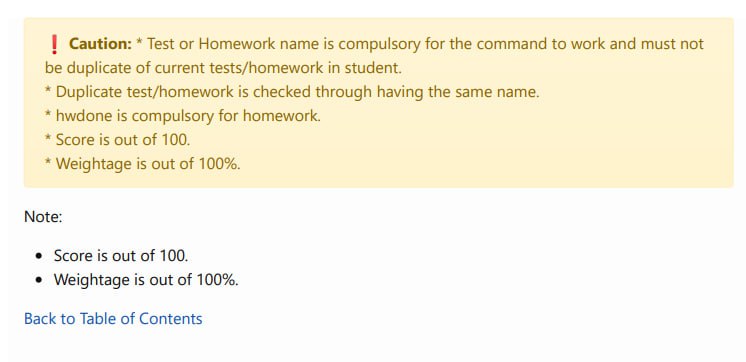 ❗ Caution: * Test or Homework name is compulsory for the command to work and must not
be duplicate of current tests/homework in student.
* Duplicate test/homework is checked through having the same name.
* hwdone is compulsory for homework.
* Score is out of 100.
* Weightage is out of 100%.
Note:
• Score is out of 100.
• Weightage is out of 100%.
Back to Table of Contents